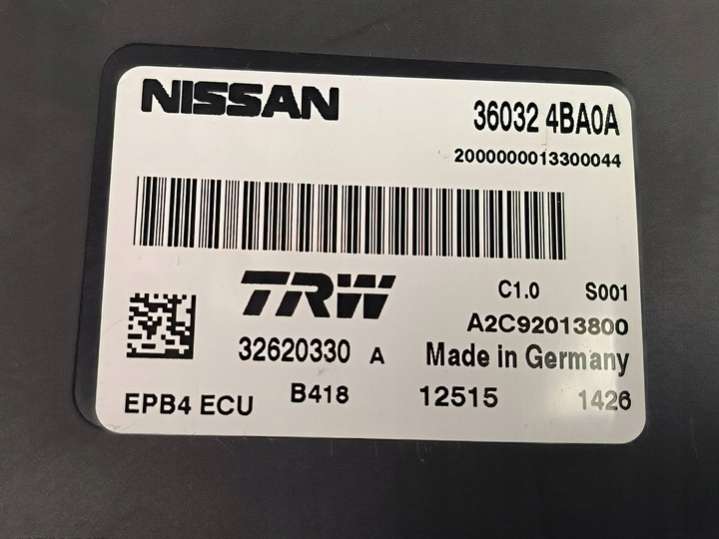 NISSAN 36032 4BA0A
2000000013300044
TRW C1.0 S001
A2C92013800
32620330 A Made in Germany
EPB4 ECU B418 12515 1426